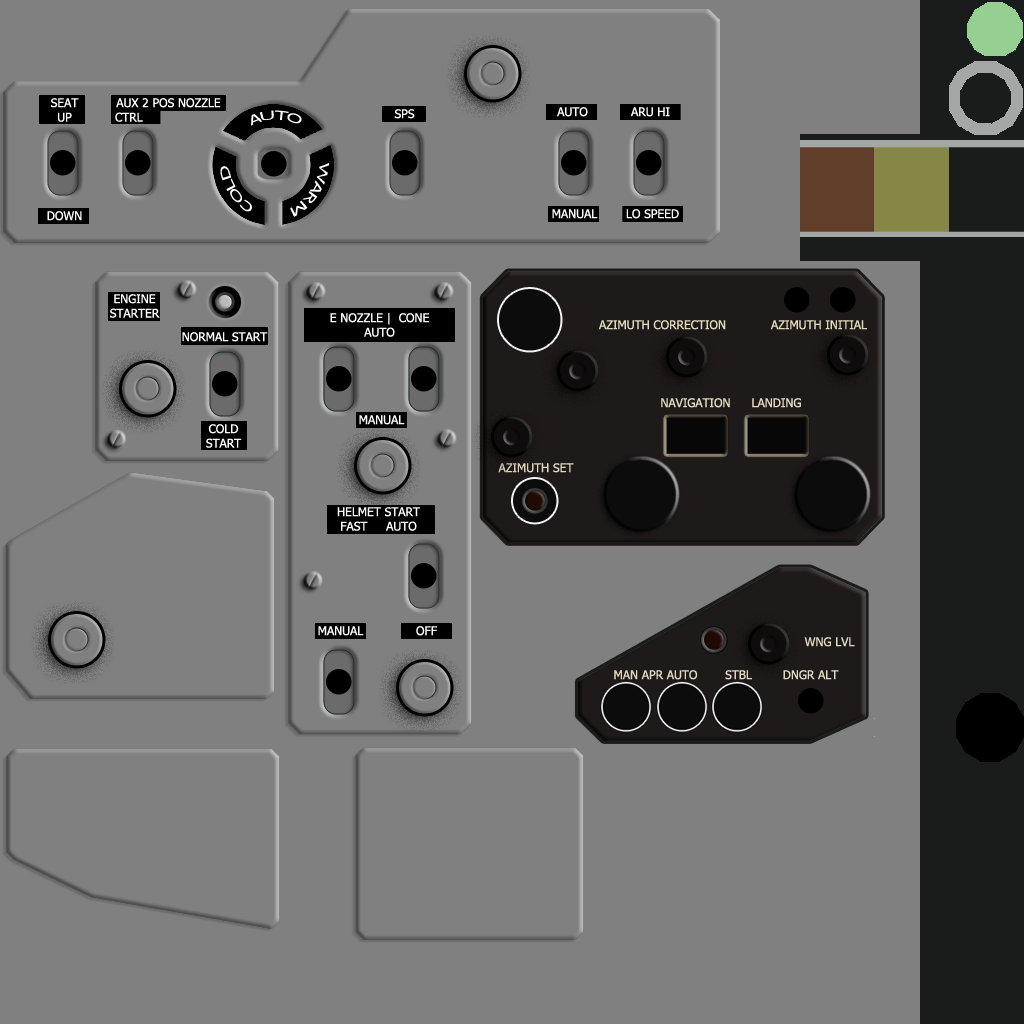 SEAT
UP
AUX 2 POS NOZZLE
CTRL
AUTO
COLD
WARM
SPS
AUTO
ARU HI
DOWN
MANUAL
LO SPEED
ENGINE
STARTER
NORMAL START
COLD
START
E NOZZLE | CONE
AUTO
MANUAL
HELMET START
FAST AUTO
MANUAL
OFF
AZIMUTH CORRECTION
AZIMUTH INITIAL
NAVIGATION
LANDING
AZIMUTH SET
WNG LVL
MAN APR AUTO
STBL
DNGR ALT